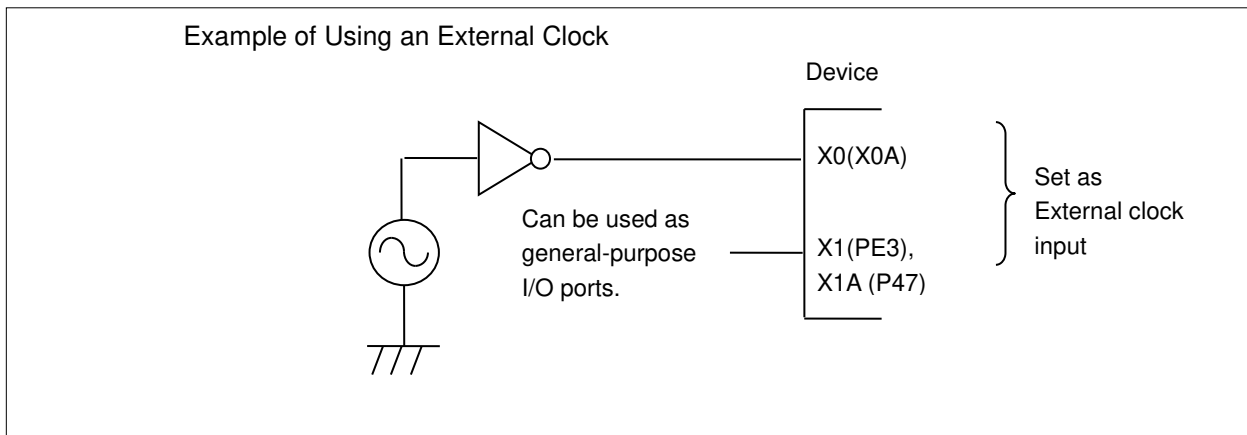 Example of Using an External Clock
Device
X0(X0A)
Can be used as
general-purpose
I/O ports.
X1(PE3),
X1A (P47)
Set as
External clock
input